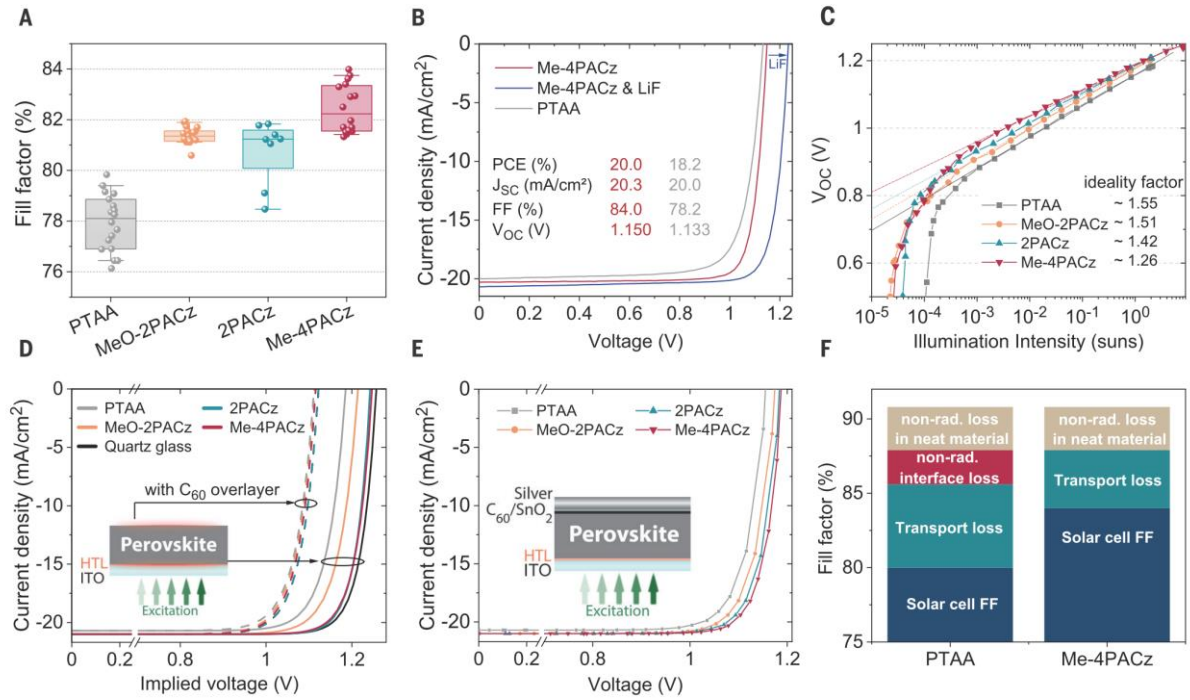 A
Fill factor (%)
84
82
80
78
76
PTAA
MeO-2PACz
2PACz
Me-4PACz
B
Current density (mA/cm²)
0
-5
-10
-15
-20
Me-4PACz
Me-4PACz & LiF
PTAA
LiF
PCE (%) 20.0 18.2
JSC (mA/cm²) 20.3 20.0
FF (%) 84.0 78.2
VOC (V) 1.150 1.133
0 0.2 0.4 0.6 0.8 1 1.2
Voltage (V)
C
VOC (V)
1.2
1
0.8
0.6
ideality factor
PTAA ~ 1.55
MeO-2PACz ~ 1.51
2PACz ~ 1.42
Me-4PACz ~ 1.26
10⁻⁵ 10⁻⁴ 10⁻³ 10⁻² 10⁻¹ 10⁰
Illumination Intensity (suns)
D
Current density (mA/cm²)
0
-5
-10
-15
-20
PTAA 2PACz
MeO-2PACz Me-4PACz
Quartz glass
with C₆₀ overlayer
Perovskite
HTL
ITO
Excitation
0 0.2 0.8 1 1.2
Implied voltage (V)
E
Current density (mA/cm²)
0
-5
-10
-15
-20
PTAA 2PACz
MeO-2PACz Me-4PACz
Silver
C₆₀/SnO₂
Perovskite
HTL
ITO
Excitation
0 0.2 0.8 1 1.2
Voltage (V)
F
Fill factor (%)
90
85
80
75
non-rad. loss
in neat material
non-rad.
interface loss
Transport loss
Solar cell FF
non-rad. loss
in neat material
Transport loss
Solar cell FF
PTAA Me-4PACz